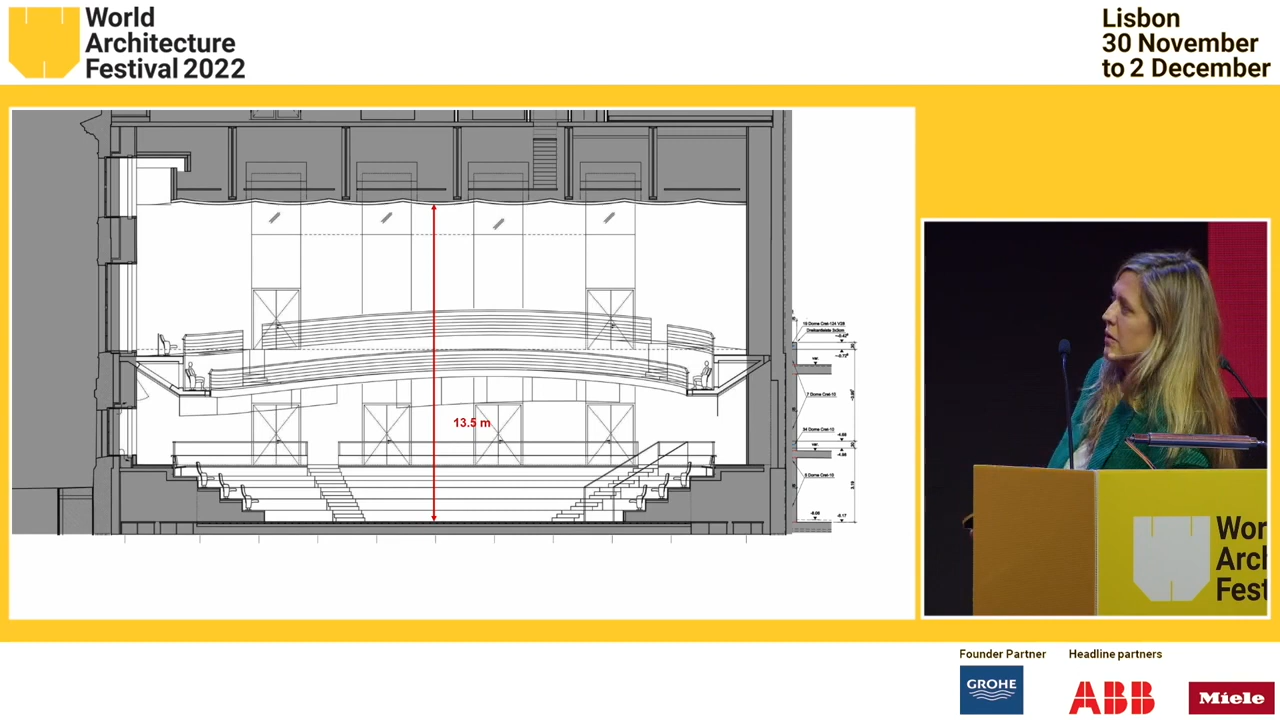 World
Architecture
Festival 2022
Lisbon
30 November
to 2 December
13.5 m
Wor
Arch
Fest
Founder Partner
Headline partners
GROHE
ABB
Miele